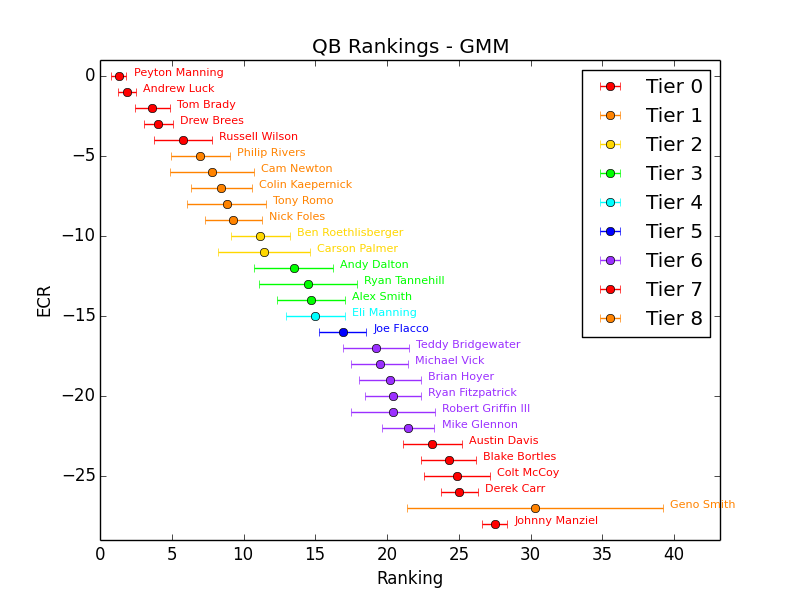 QB Rankings - GMM
Peyton Manning
Andrew Luck
Tom Brady
Drew Brees
Russell Wilson
Philip Rivers
Cam Newton
Colin Kaepernick
Tony Romo
Nick Foles
Ben Roethlisberger
Carson Palmer
Andy Dalton
Ryan Tannehill
Alex Smith
Eli Manning
Joe Flacco
Teddy Bridgewater
Michael Vick
Brian Hoyer
Ryan Fitzpatrick
Robert Griffin III
Mike Glennon
Austin Davis
Blake Bortles
Colt McCoy
Derek Carr
Geno Smith
Johnny Manziel
Tier 0
Tier 1
Tier 2
Tier 3
Tier 4
Tier 5
Tier 6
Tier 7
Tier 8
ECR
0
−5
−10
−15
−20
−25
0 5 10 15 20 25 30 35 40
Ranking